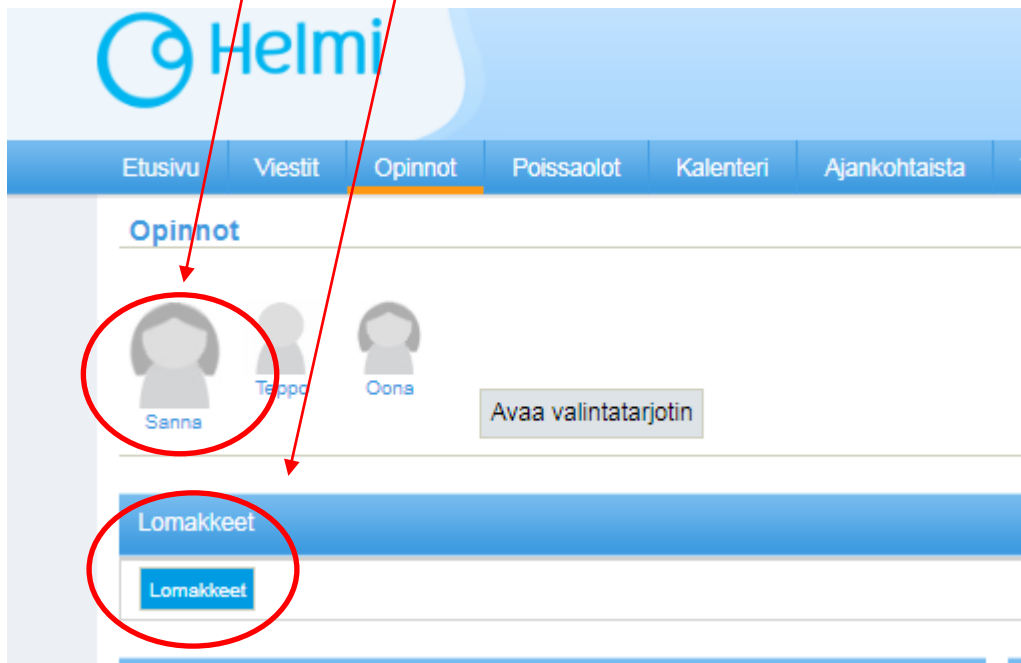 Helmi
Etusivu Viestit Opinnot Poissaolot Kalenteri Ajankohtaista
Opinnot
Sanna Teppo Oona
Avaa valintatarjotin
Lomakkeet
Lomakkeet